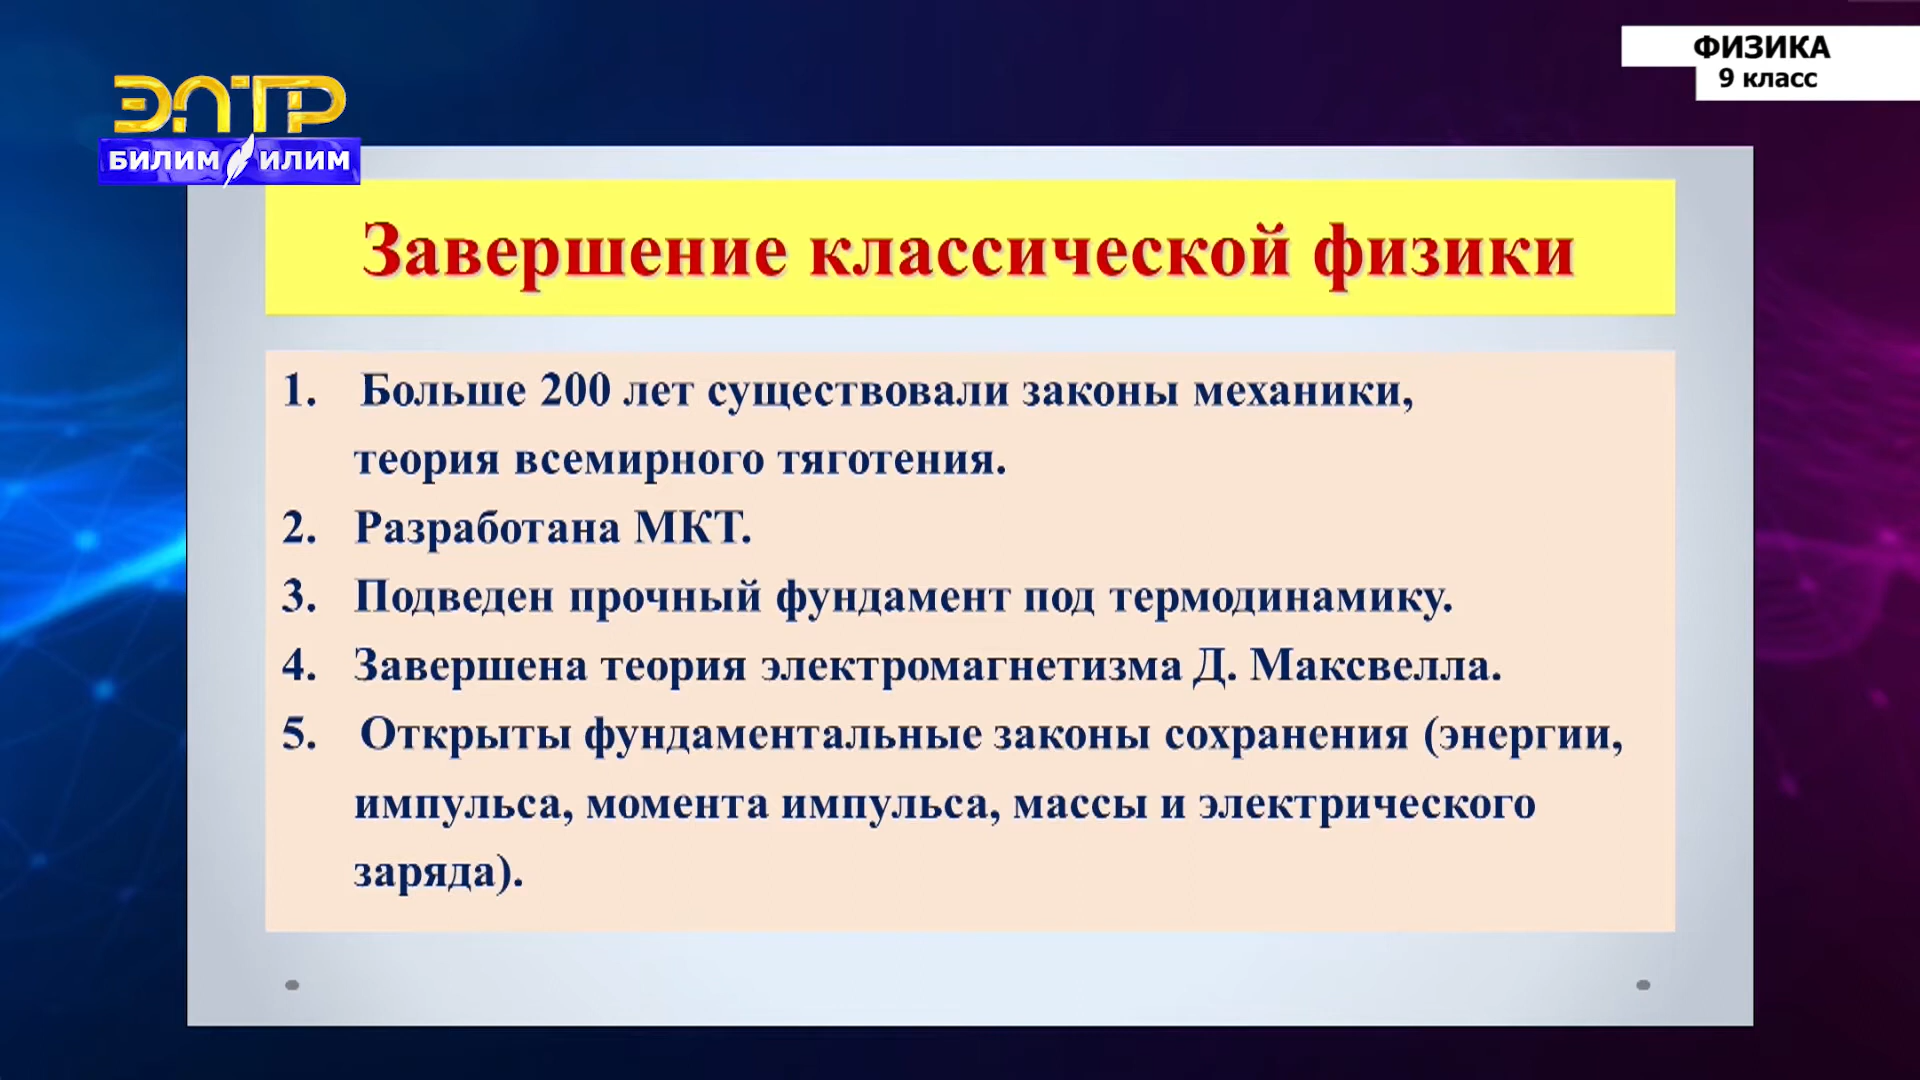 ФИЗИКА
9 класс
ЭЛТР
БИЛИМ ИЛИМ
Завершение классической физики
1. Больше 200 лет существовали законы механики,
теория всемирного тяготения.
2. Разработана МКТ.
3. Подведен прочный фундамент под термодинамику.
4. Завершена теория электромагнетизма Д. Максвелла.
5. Открыты фундаментальные законы сохранения (энергии,
импульса, момента импульса, массы и электрического
заряда).